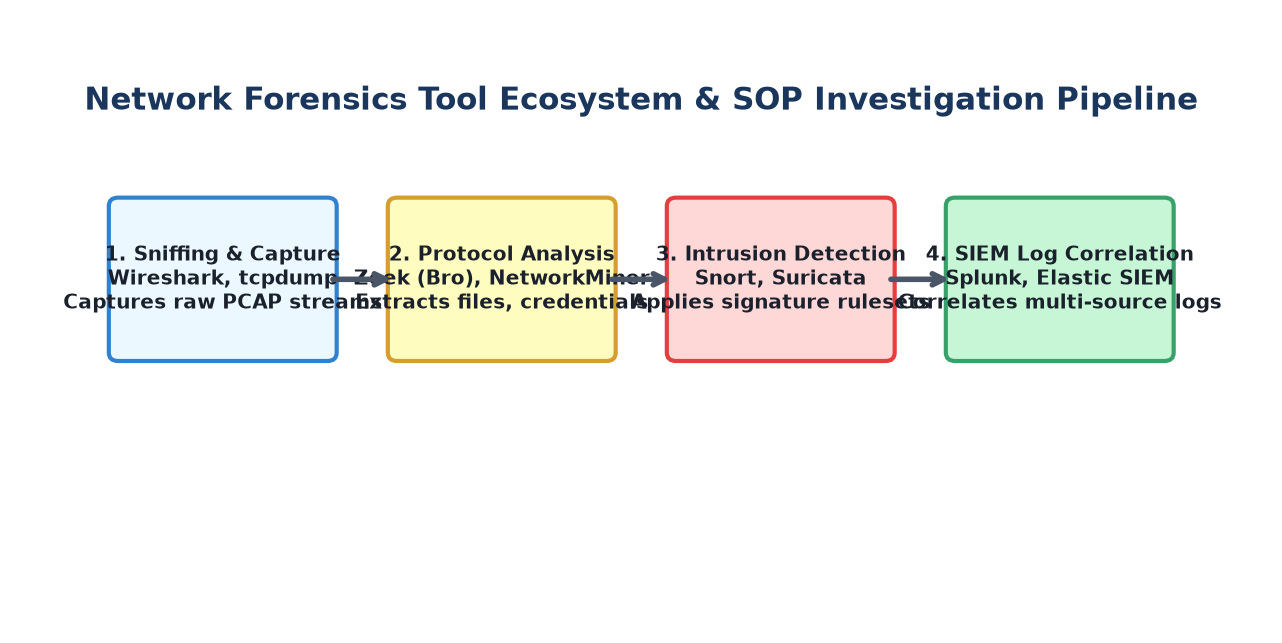 Network Forensics Tool Ecosystem & SOP Investigation Pipeline
1. Sniffing & Capture
Wireshark, tcpdump
Captures raw PCAP streams
2. Protocol Analysis
Zeek (Bro), NetworkMiner
Extracts files, credentials
3. Intrusion Detection
Snort, Suricata
Applies signature rulesets
4. SIEM Log Correlation
Splunk, Elastic SIEM
Correlates multi-source logs